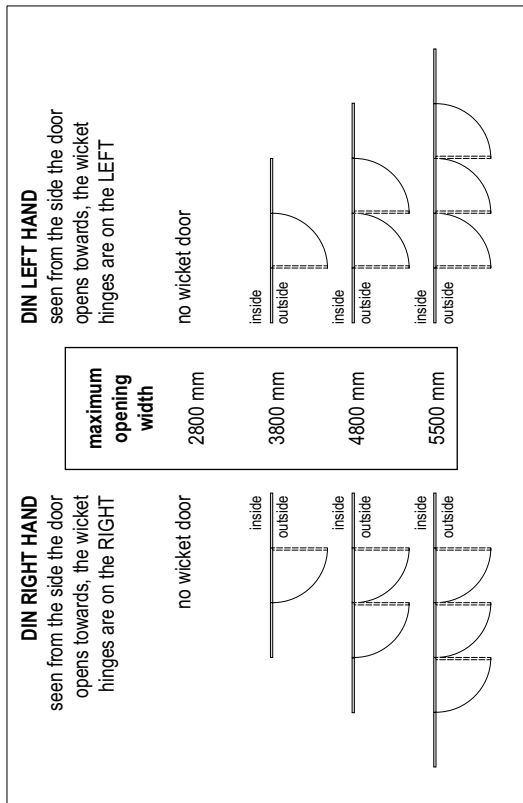 DIN RIGHT HAND
seen from the side the door
opens towards, the wicket
hinges are on the RIGHT
no wicket door
inside
outside
inside
outside
inside
outside
maximum
opening
width
2800 mm
3800 mm
4800 mm
5500 mm
DIN LEFT HAND
seen from the side the door
opens towards, the wicket
hinges are on the LEFT
no wicket door
inside
outside
inside
outside
inside
outside